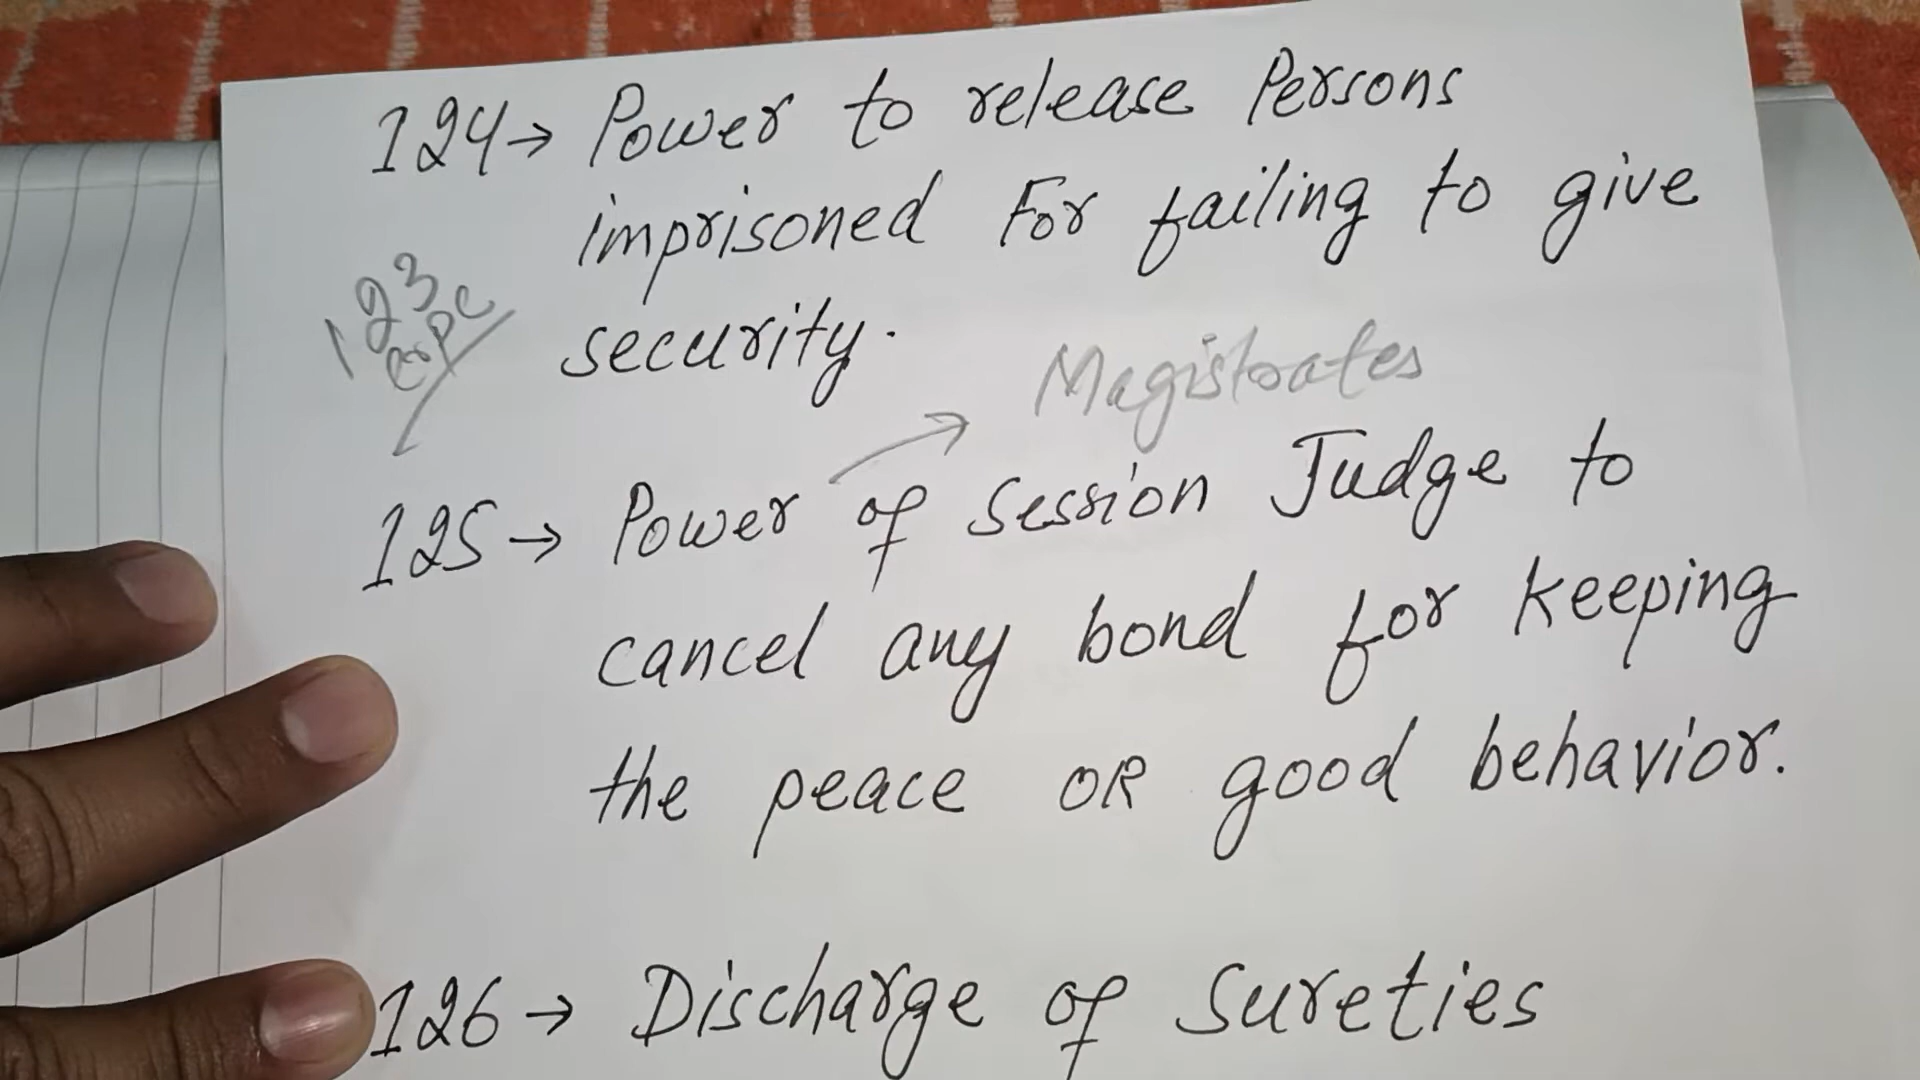 124→ Power to release Persons
imprisoned For failing to give
security.
123
CrPC
Magistrates
125→ Power of Session Judge to
cancel any bond for keeping
the peace OR good behavior.
126→ Discharge of Sureties